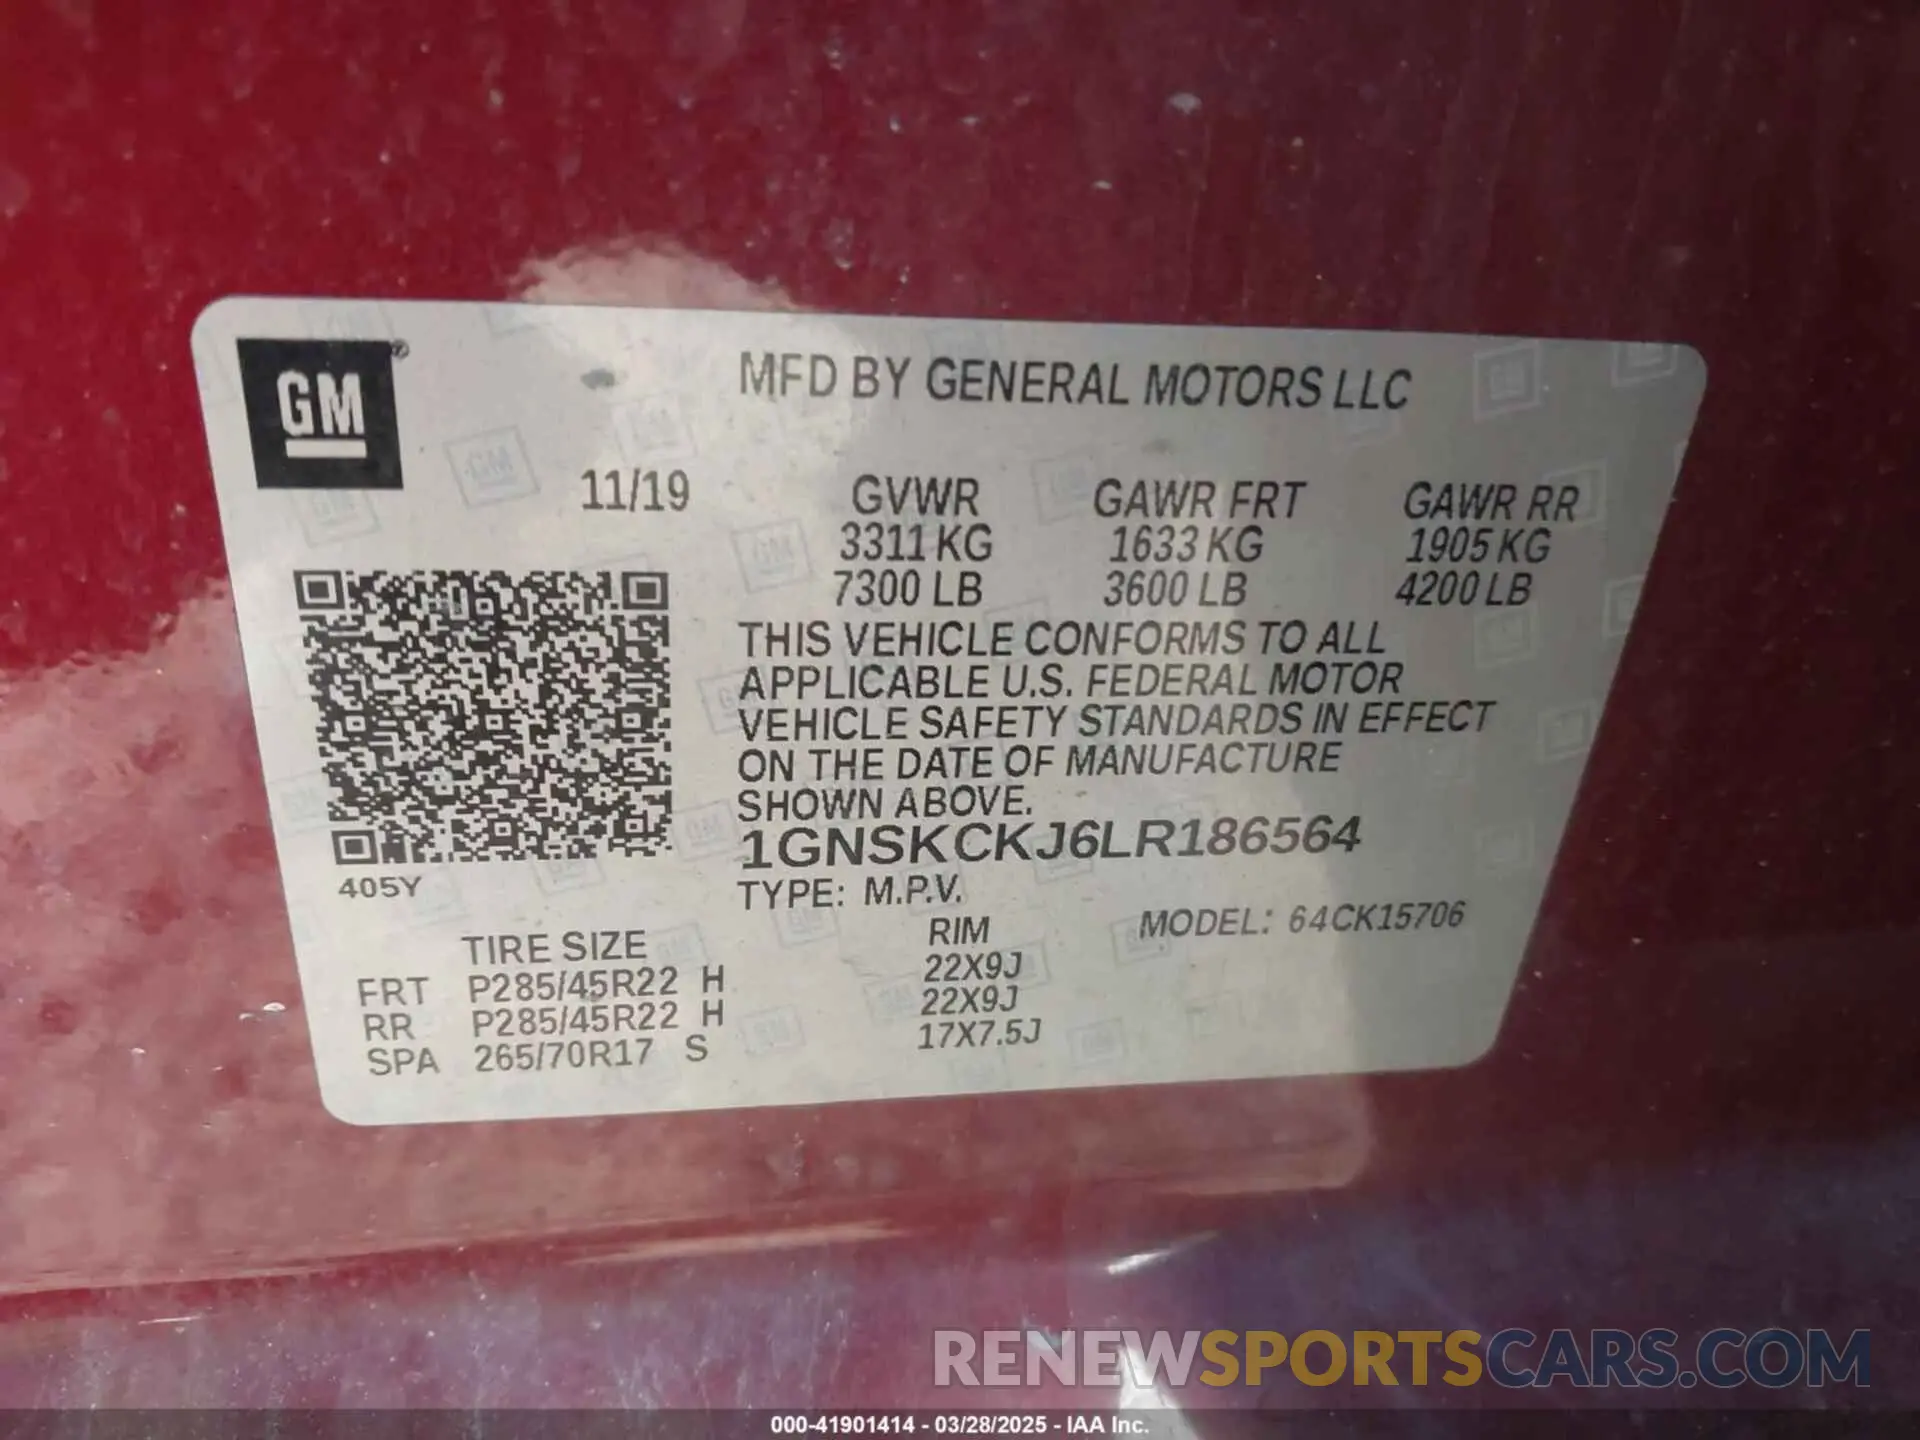 GM®
MFD BY GENERAL MOTORS LLC
11/19 GVWR GAWR FRT GAWR RR
3311 KG 1633 KG 1905 KG
7300 LB 3600 LB 4200 LB
THIS VEHICLE CONFORMS TO ALL
APPLICABLE U.S. FEDERAL MOTOR
VEHICLE SAFETY STANDARDS IN EFFECT
ON THE DATE OF MANUFACTURE
SHOWN ABOVE.
1GNSKCKJ6LR186564
405Y
TYPE: M.P.V.
MODEL: 64CK15706
TIRE SIZE RIM
FRT P285/45R22 H 22X9J
RR P285/45R22 H 22X9J
SPA 265/70R17 S 17X7.5J
RENEWSPORTSCARS.COM
000-41901414 - 03/28/2025 - IAA Inc.